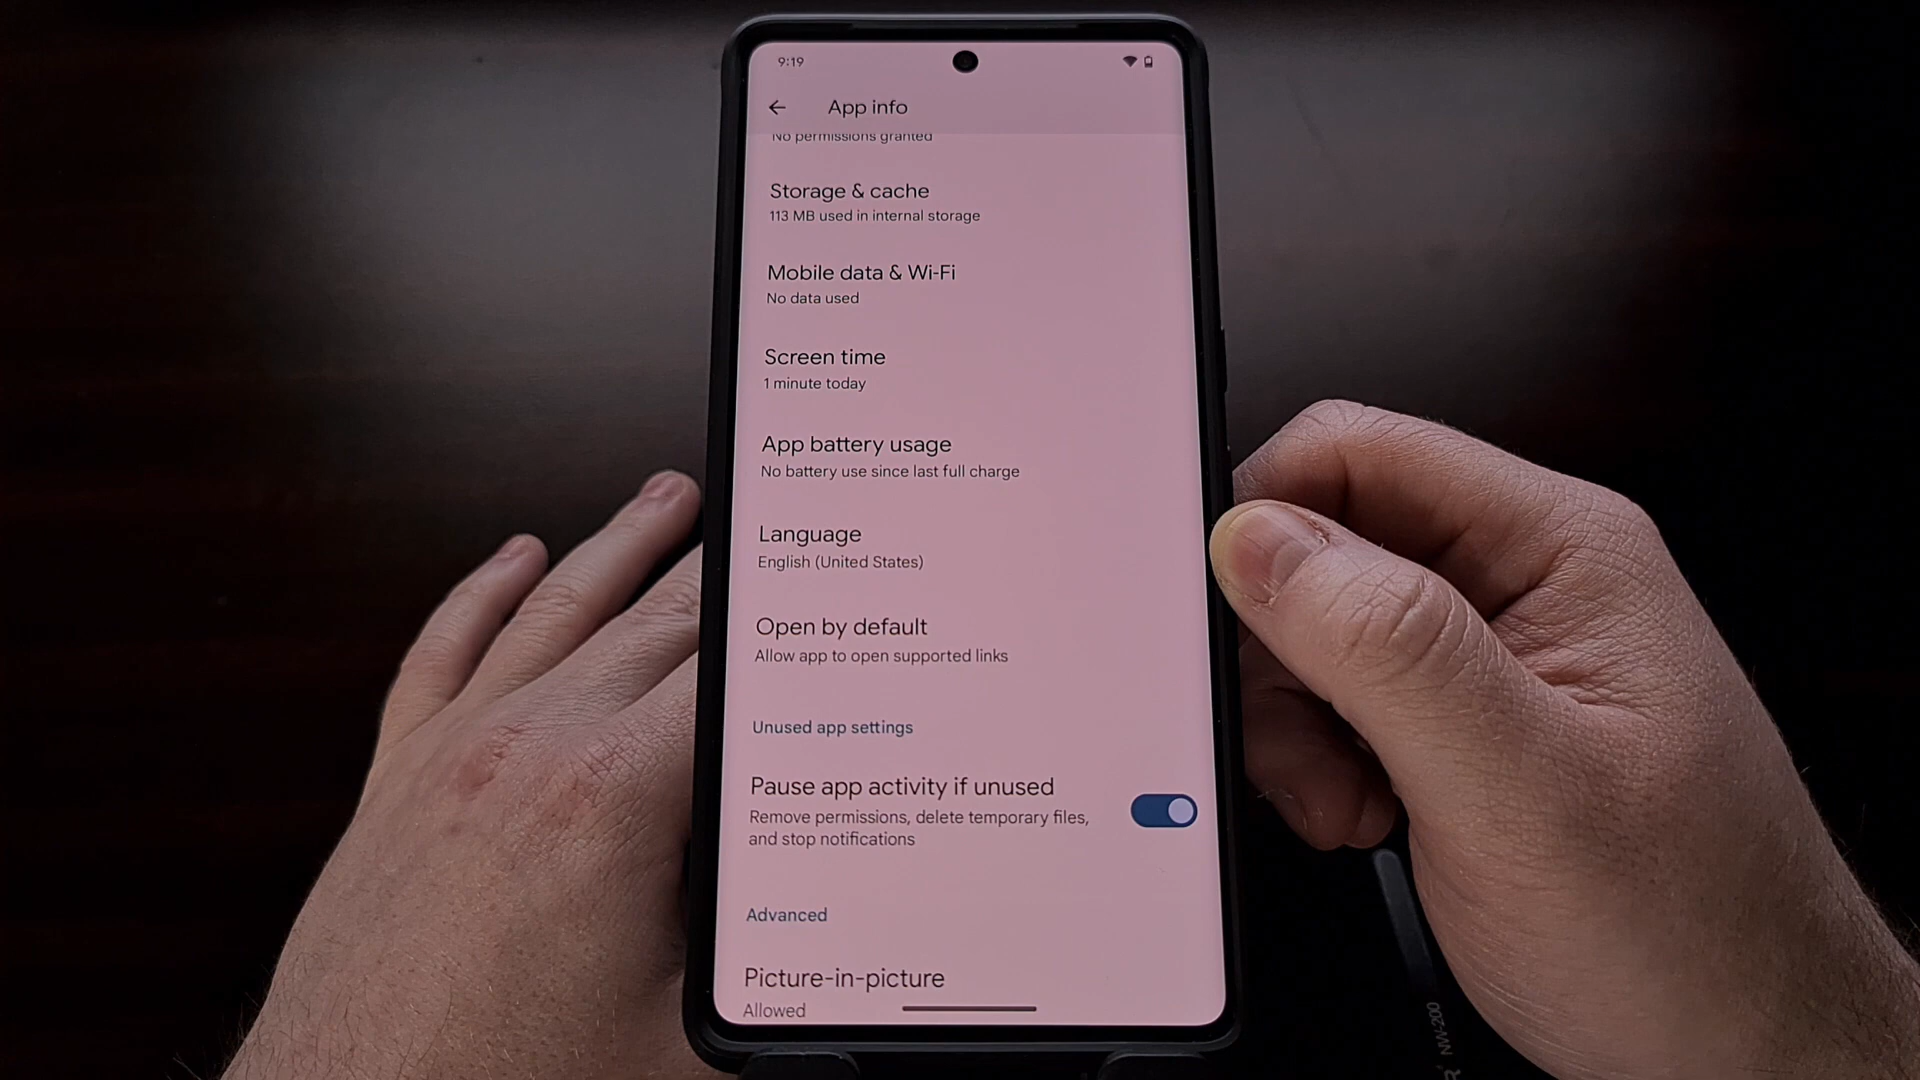 9:19
App info
No permissions granted
Storage & cache
113 MB used in internal storage
Mobile data & Wi-Fi
No data used
Screen time
1 minute today
App battery usage
No battery use since last full charge
Language
English (United States)
Open by default
Allow app to open supported links
Unused app settings
Pause app activity if unused
Remove permissions, delete temporary files,
and stop notifications
Advanced
Picture-in-picture
Allowed
NW-200